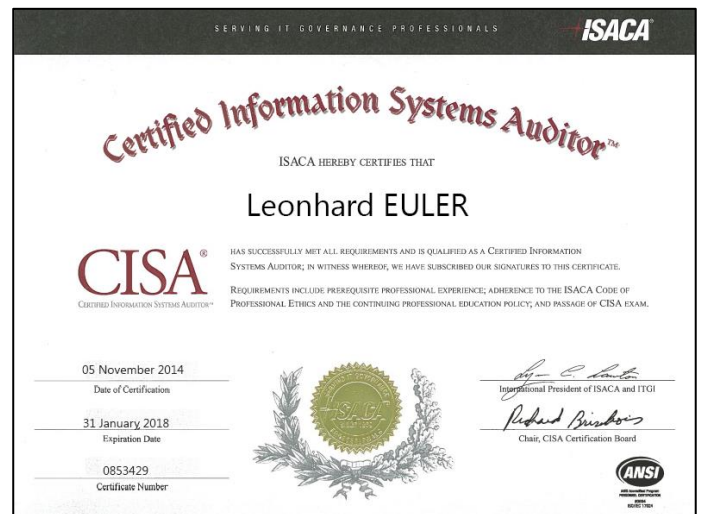 SERVING IT GOVERNANCE PROFESSIONALS
ISACA®
Certified Information Systems Auditor™
ISACA HEREBY CERTIFIES THAT
Leonhard EULER
CISA®
CERTIFIED INFORMATION SYSTEMS AUDITOR™
HAS SUCCESSFULLY MET ALL REQUIREMENTS AND IS QUALIFIED AS A CERTIFIED INFORMATION
SYSTEMS AUDITOR; IN WITNESS WHEREOF, WE HAVE SUBSCRIBED OUR SIGNATURES TO THIS CERTIFICATE.
REQUIREMENTS INCLUDE PREREQUISITE PROFESSIONAL EXPERIENCE; ADHERENCE TO THE ISACA CODE OF
PROFESSIONAL ETHICS AND THE CONTINUING PROFESSIONAL EDUCATION POLICY; AND PASSAGE OF CISA EXAM.
05 November 2014
Date of Certification
31 January 2018
Expiration Date
0853429
Certificate Number
ISACA
International President of ISACA and ITGI
Chair, CISA Certification Board
ANSI